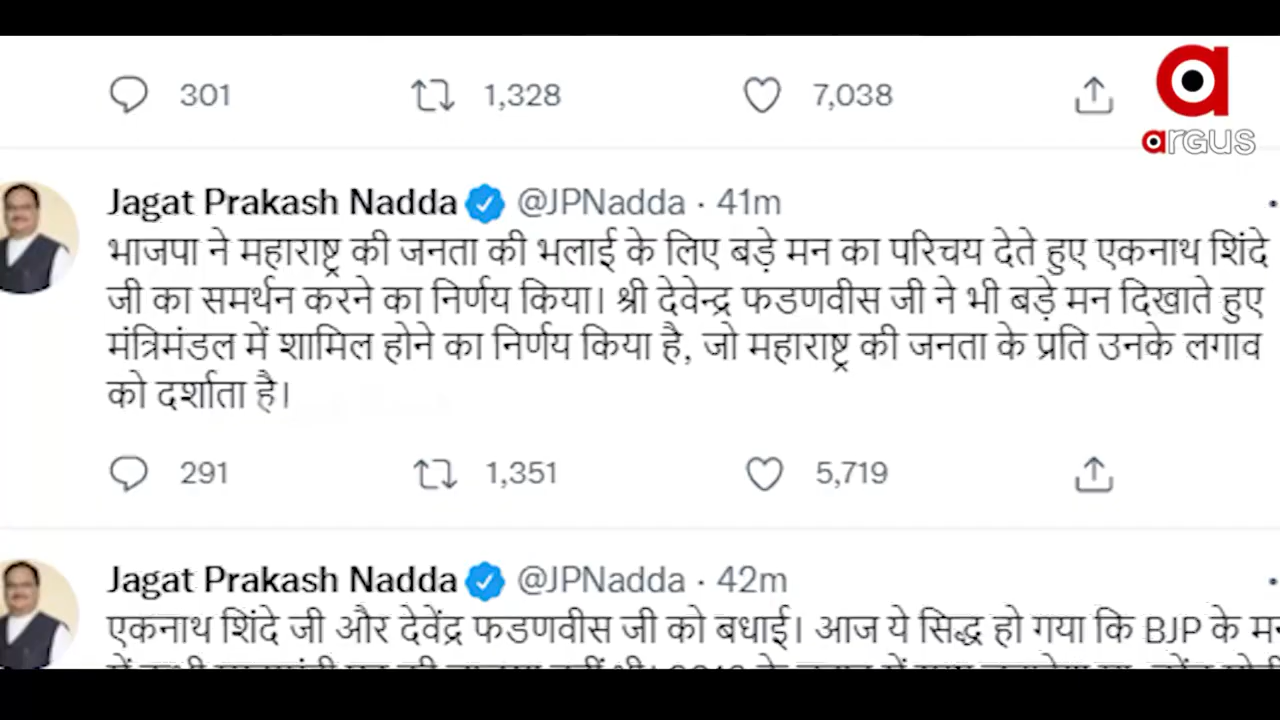 301 1,328 7,038
argus
Jagat Prakash Nadda @JPNadda · 41m
भाजपा ने महाराष्ट्र की जनता की भलाई के लिए बड़े मन का परिचय देते हुए एकनाथ शिंदे
जी का समर्थन करने का निर्णय किया। श्री देवेन्द्र फडणवीस जी ने भी बड़े मन दिखाते हुए
मंत्रिमंडल में शामिल होने का निर्णय किया है, जो महाराष्ट्र की जनता के प्रति उनके लगाव
को दर्शाता है।
291 1,351 5,719
Jagat Prakash Nadda @JPNadda · 42m
एकनाथ शिंदे जी और देवेंद्र फडणवीस जी को बधाई। आज ये सिद्ध हो गया कि BJP के